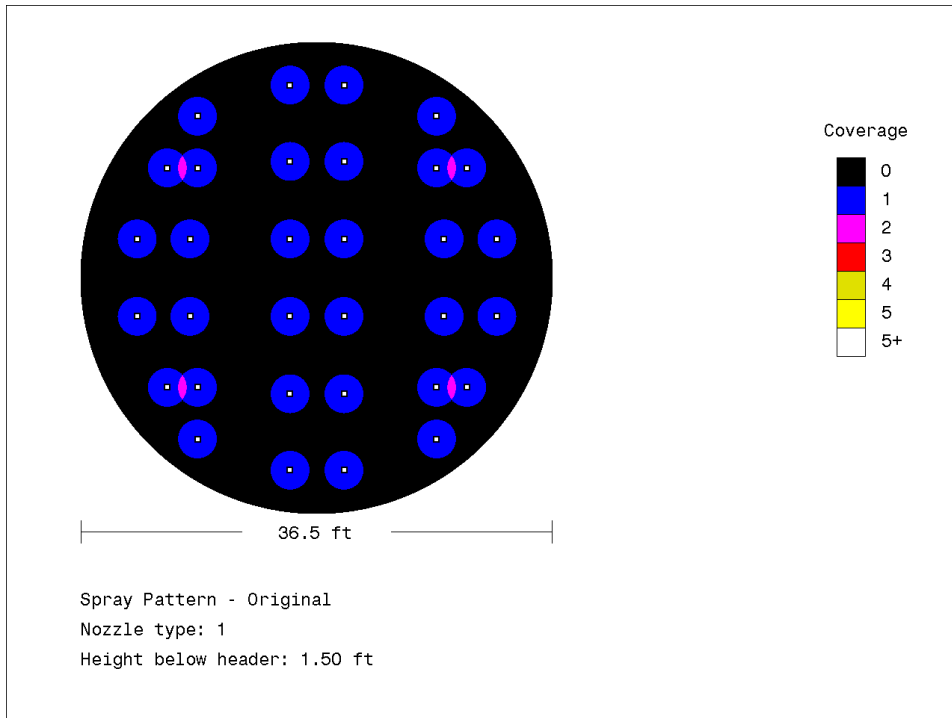 Coverage
0
1
2
3
4
5
5+
36.5 ft
Spray Pattern - Original
Nozzle type: 1
Height below header: 1.50 ft